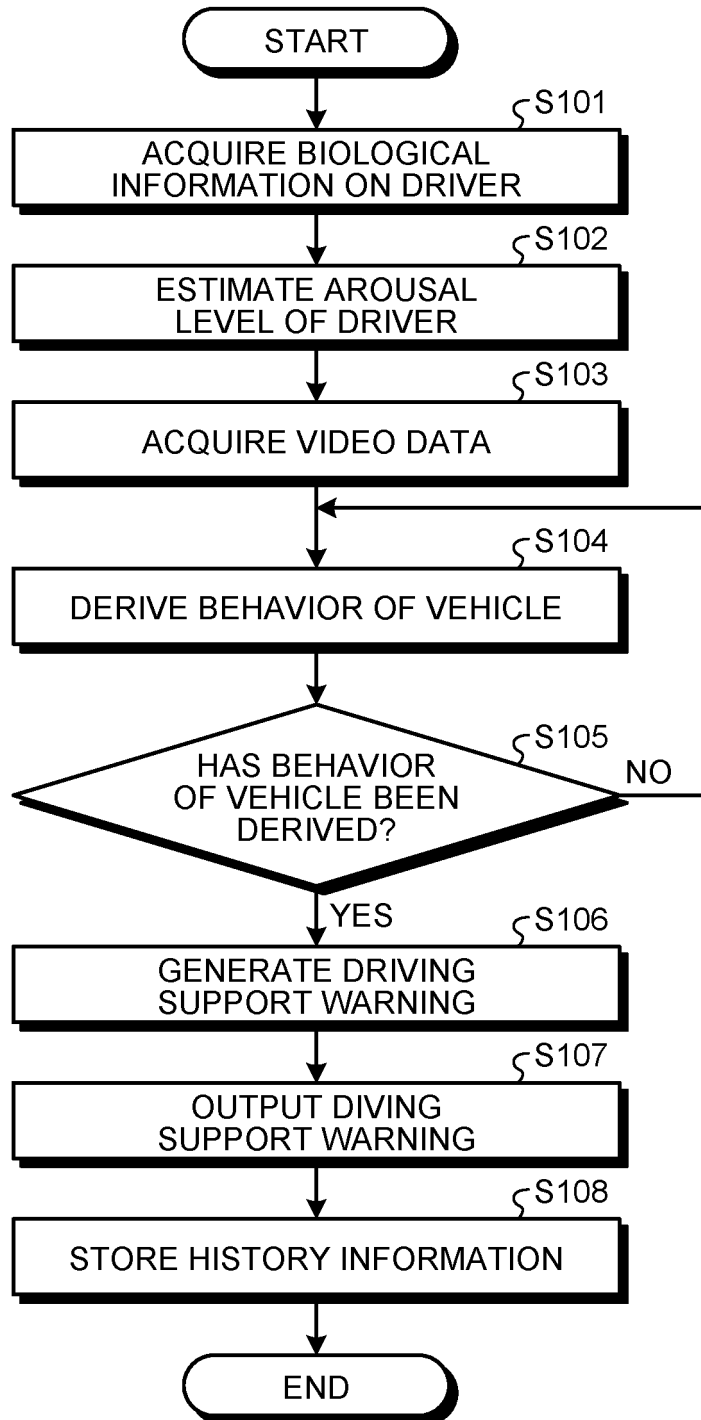 START
S101
ACQUIRE BIOLOGICAL
INFORMATION ON DRIVER
S102
ESTIMATE AROUSAL
LEVEL OF DRIVER
S103
ACQUIRE VIDEO DATA
S104
DERIVE BEHAVIOR OF VEHICLE
S105
HAS BEHAVIOR
OF VEHICLE BEEN
DERIVED?
NO
YES
S106
GENERATE DRIVING
SUPPORT WARNING
S107
OUTPUT DIVING
SUPPORT WARNING
S108
STORE HISTORY INFORMATION
END